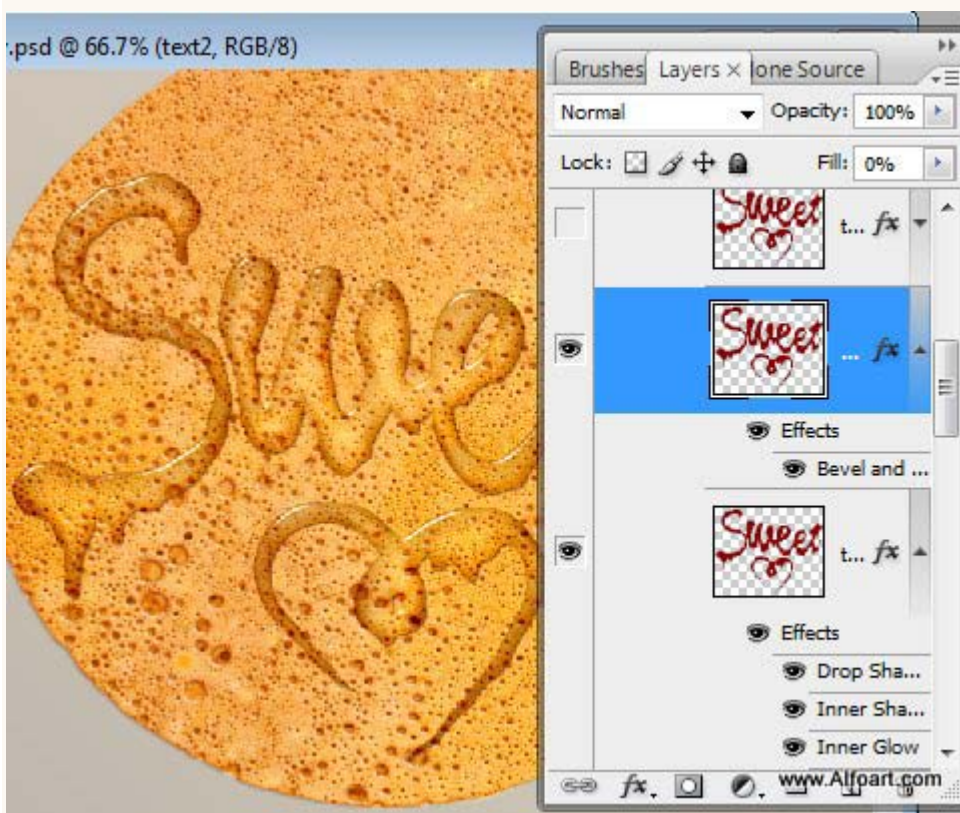 .psd @ 66.7% (text2, RGB/8)
Brushes Layers × lone Source
Normal Opacity: 100%
Lock: Fill: 0%
Swe
Sweet t... fx
Sweet ... fx
Effects
Bevel and ...
Sweet t... fx
Effects
Drop Sha...
Inner Sha...
Inner Glow
fx. www.Alfoart.com